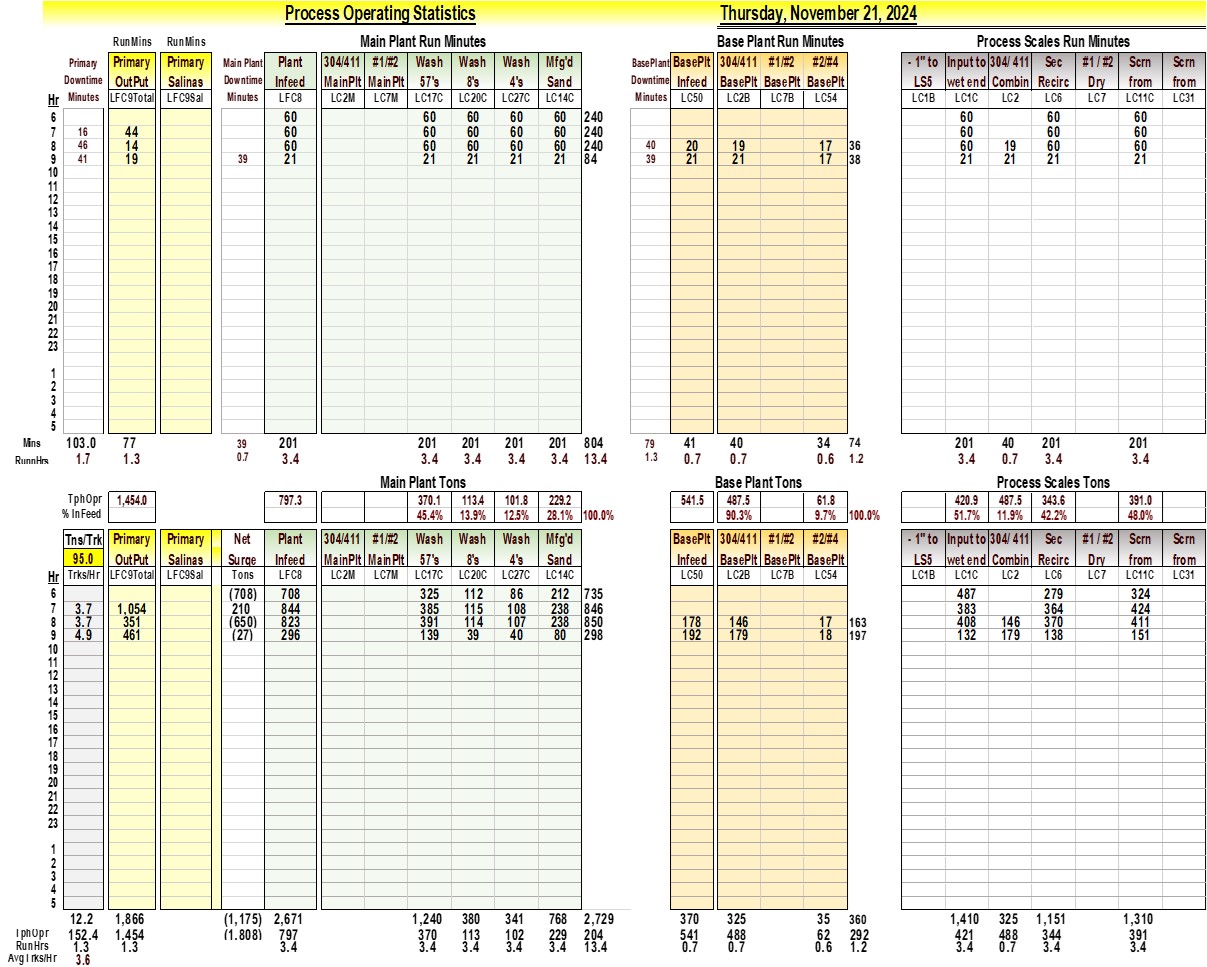 Process Operating Statistics Thursday, November 21, 2024
RunMins RunMins Main Plant Run Minutes Base Plant Run Minutes Process Scales Run Minutes
Primary Primary Primary Main Plant Plant 304/411 #1/#2 Wash Wash Wash Mfg'd BasePlant BasePlt 304/411 #1/#2 #2/#4 - 1" to Input to 304/ 411 Sec #1 / #2 Scrn Scrn
Downtime OutPut Salinas Downtime Infeed MainPlt MainPlt 57's 8's 4's Sand Downtime Infeed BasePlt BasePlt BasePlt LS5 wet end Combin Recirc Dry from from
Hr Minutes LFC9Total LFC9Sal Minutes LFC8 LC2M LC7M LC17C LC20C LC27C LC14C Minutes LC50 LC2B LC7B LC54 LC1B LC1C LC2 LC6 LC7 LC11C LC31
6 60 60 60 60 60 240 60 60 60
7 16 44 60 60 60 60 60 240 60 60 60
8 46 14 60 60 60 60 60 240 40 20 19 17 36 60 19 60 60
9 41 19 39 21 21 21 21 21 84 39 21 21 17 38 21 21 21 21
10
11
12
13
14
15
16
17
18
19
20
21
22
23
1
2
3
4
5
Mins 103.0 77 39 201 201 201 201 201 804 79 41 40 34 74 201 40 201 201
RunnHrs 1.7 1.3 0.7 3.4 3.4 3.4 3.4 3.4 13.4 1.3 0.7 0.7 0.6 1.2 3.4 0.7 3.4 3.4
Main Plant Tons Base Plant Tons Process Scales Tons
TphOpr 1,454.0 797.3 370.1 113.4 101.8 229.2 541.5 487.5 61.8 420.9 487.5 343.6 391.0
% InFeed 45.4% 13.9% 12.5% 28.1% 100.0% 90.3% 9.7% 100.0% 51.7% 11.9% 42.2% 48.0%
Tns/Trk Primary Primary Net Plant 304/411 #1/#2 Wash Wash Wash Mfg'd BasePlt 304/411 #1/#2 #2/#4 - 1" to Input to 304/ 411 Sec #1 / #2 Scrn Scrn
95.0 OutPut Salinas Surge Infeed MainPlt MainPlt 57's 8's 4's Sand Infeed BasePlt BasePlt BasePlt LS5 wet end Combin Recirc Dry from from
Hr Trks/Hr LFC9Total LFC9Sal Tons LFC8 LC2M LC7M LC17C LC20C LC27C LC14C LC50 LC2B LC7B LC54 LC1B LC1C LC2 LC6 LC7 LC11C LC31
6 (708) 708 325 112 86 212 735 487 279 324
7 3.7 1,054 210 844 385 115 108 238 846 383 364 424
8 3.7 351 (650) 823 391 114 107 238 850 178 146 17 163 408 146 370 411
9 4.9 461 (27) 296 139 39 40 80 298 192 179 18 197 132 179 138 151
10
11
12
13
14
15
16
17
18
19
20
21
22
23
1
2
3
4
5
12.2 1,866 (1,175) 2,671 1,240 380 341 768 2,729 370 325 35 360 1,410 325 1,151 1,310
TphOpr 152.4 1,454 (1,808) 797 370 113 102 229 204 541 488 62 292 421 488 344 391
RunHrs 1.3 1.3 3.4 3.4 3.4 3.4 3.4 13.4 0.7 0.7 0.6 1.2 3.4 0.7 3.4 3.4
AvgTrks/Hr 3.6